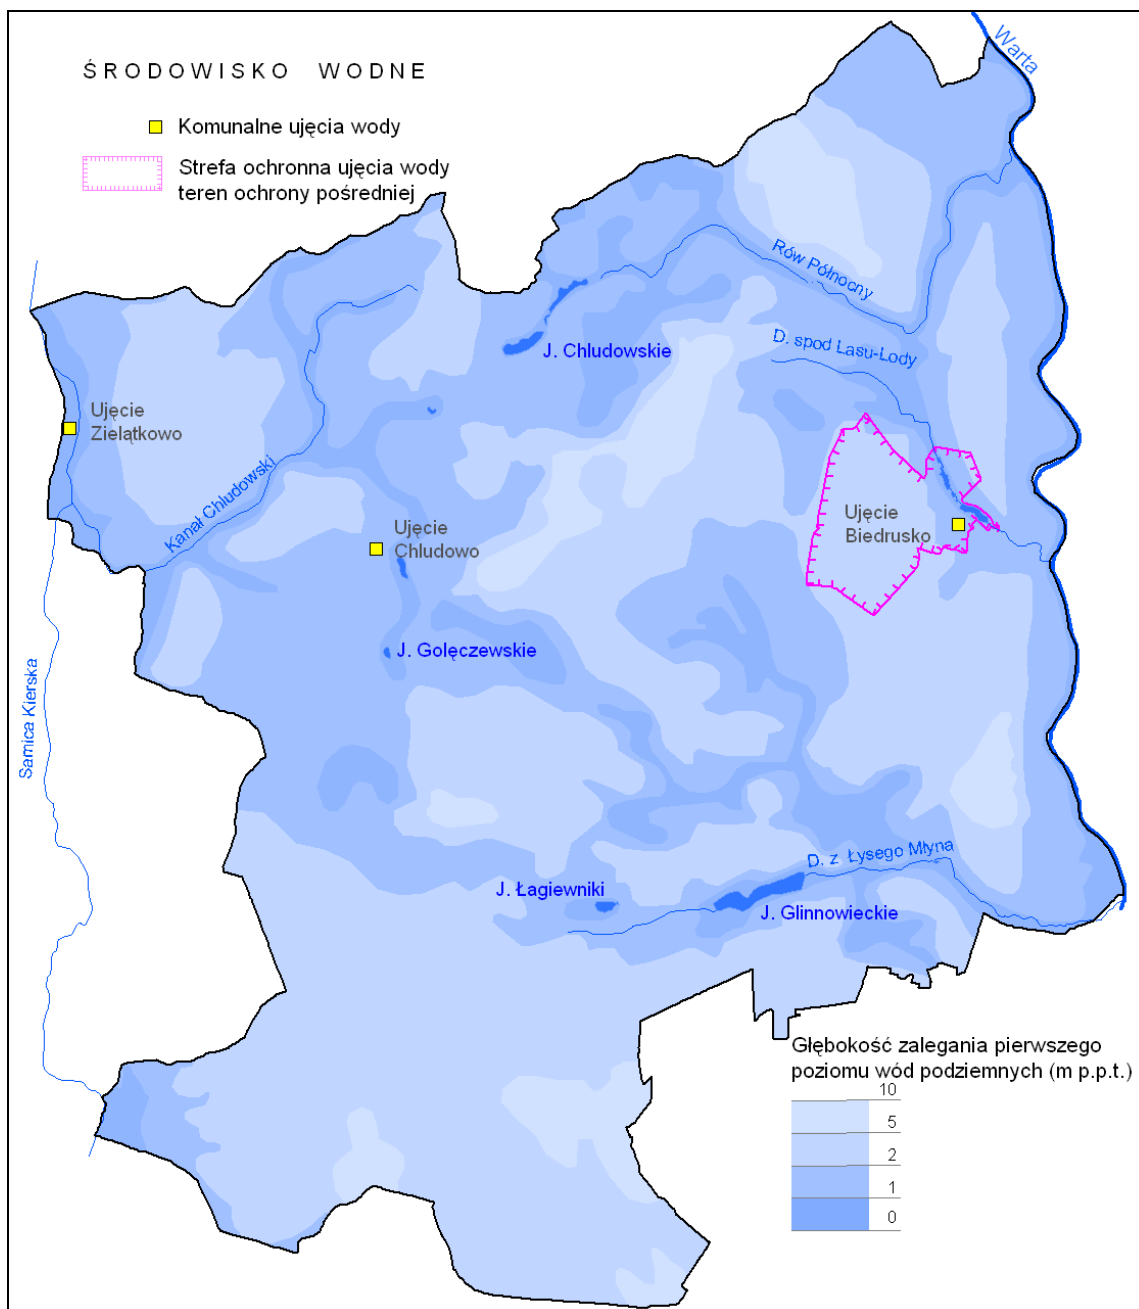 ŚRODOWISKO WODNE
Komunalne ujęcia wody
Strefa ochronna ujęcia wody
teren ochrony pośredniej
Warta
Rów Północny
D. spod Lasu-Lody
J. Chludowskie
Ujęcie
Zielątkowo
Kanał Chludowski
Ujęcie
Chludowo
Ujęcie
Biedrusko
J. Golęczewskie
Samica Kierska
D. z Łysego Młyna
J. Łagiewniki
J. Glinnowieckie
Głębokość zalegania pierwszego
poziomu wód podziemnych (m p.p.t.)
10
5
2
1
0